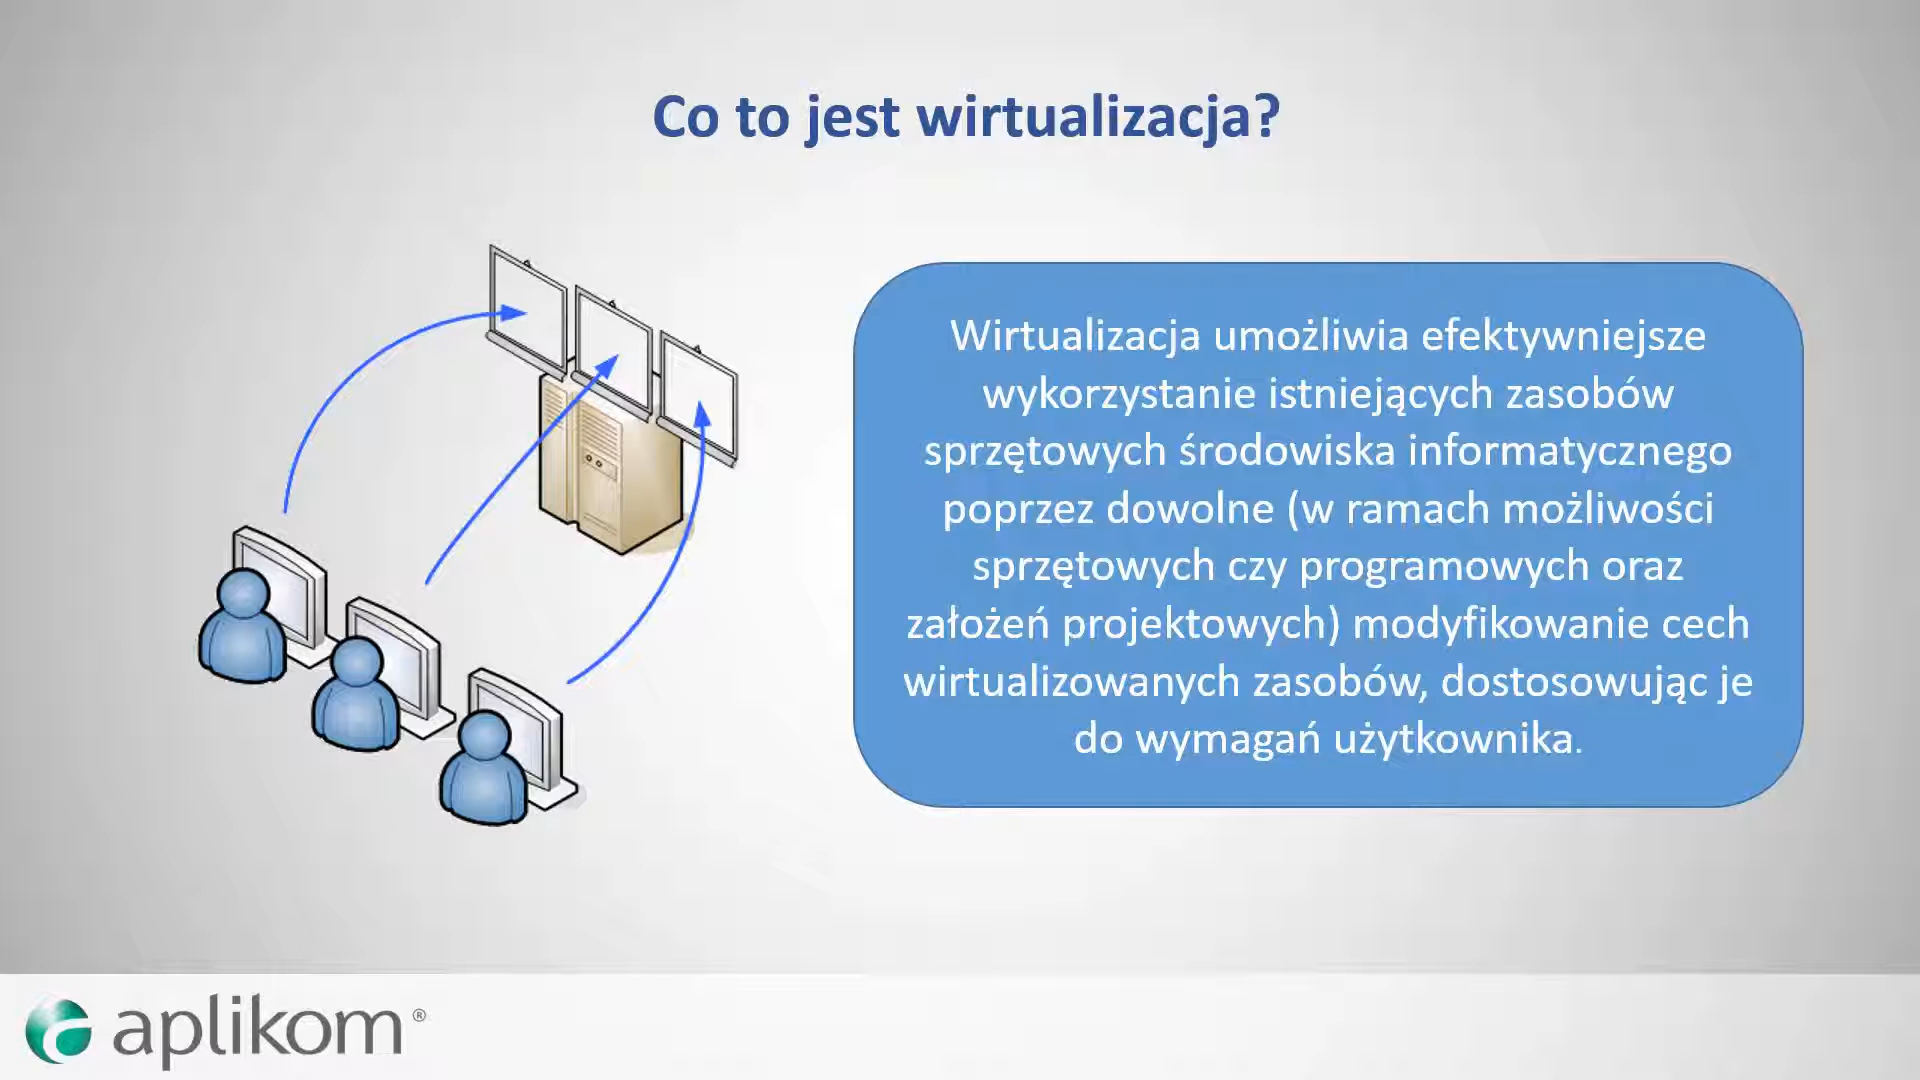 Co to jest wirtualizacja?
Wirtualizacja umożliwia efektywniejsze
wykorzystanie istniejących zasobów
sprzętowych środowiska informatycznego
poprzez dowolne (w ramach możliwości
sprzętowych czy programowych oraz
założeń projektowych) modyfikowanie cech
wirtualizowanych zasobów, dostosowując je
do wymagań użytkownika.
aplikom®